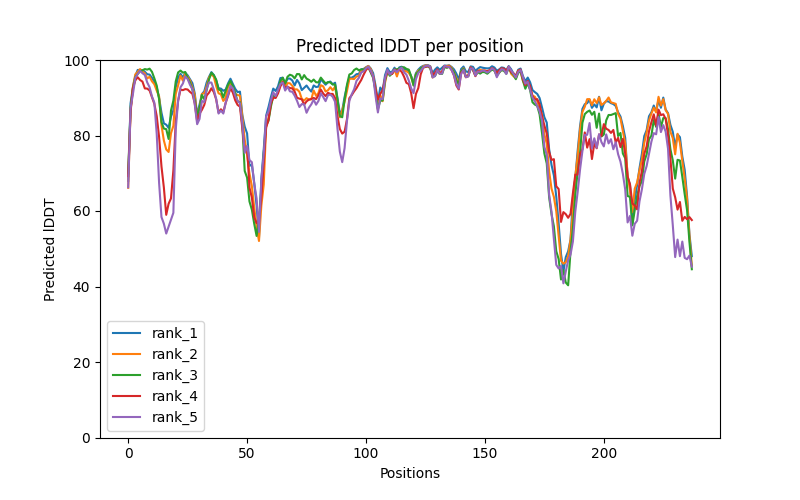 Predicted lDDT per position
Predicted lDDT
100
80
60
40
20
0
rank_1
rank_2
rank_3
rank_4
rank_5
0 50 100 150 200
Positions